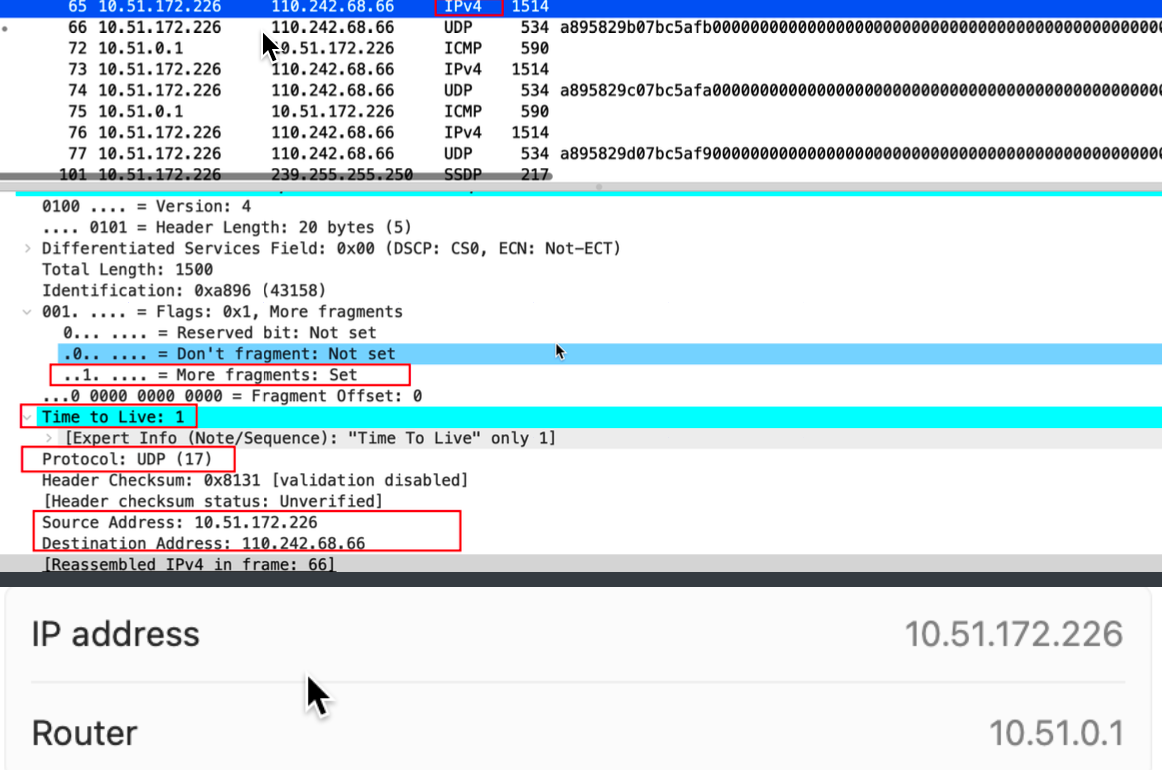 65 10.51.172.226 110.242.68.66 IPv4 1514
66 10.51.172.226 110.242.68.66 UDP 534 a895829b07bc5afb000000000000000000000000000000000000000000
72 10.51.0.1 10.51.172.226 ICMP 590
73 10.51.172.226 110.242.68.66 IPv4 1514
74 10.51.172.226 110.242.68.66 UDP 534 a895829c07bc5afa000000000000000000000000000000000000000000
75 10.51.0.1 10.51.172.226 ICMP 590
76 10.51.172.226 110.242.68.66 IPv4 1514
77 10.51.172.226 110.242.68.66 UDP 534 a895829d07bc5af9000000000000000000000000000000000000000000
101 10.51.172.226 239.255.255.250 SSDP 217
0100 .... = Version: 4
.... 0101 = Header Length: 20 bytes (5)
Differentiated Services Field: 0x00 (DSCP: CS0, ECN: Not-ECT)
Total Length: 1500
Identification: 0xa896 (43158)
001. .... = Flags: 0x1, More fragments
0... .... = Reserved bit: Not set
.0.. .... = Don't fragment: Not set
..1. .... = More fragments: Set
...0 0000 0000 0000 = Fragment Offset: 0
Time to Live: 1
[Expert Info (Note/Sequence): "Time To Live" only 1]
Protocol: UDP (17)
Header Checksum: 0x8131 [validation disabled]
[Header checksum status: Unverified]
Source Address: 10.51.172.226
Destination Address: 110.242.68.66
[Reassembled IPv4 in frame: 66]
IP address 10.51.172.226
Router 10.51.0.1